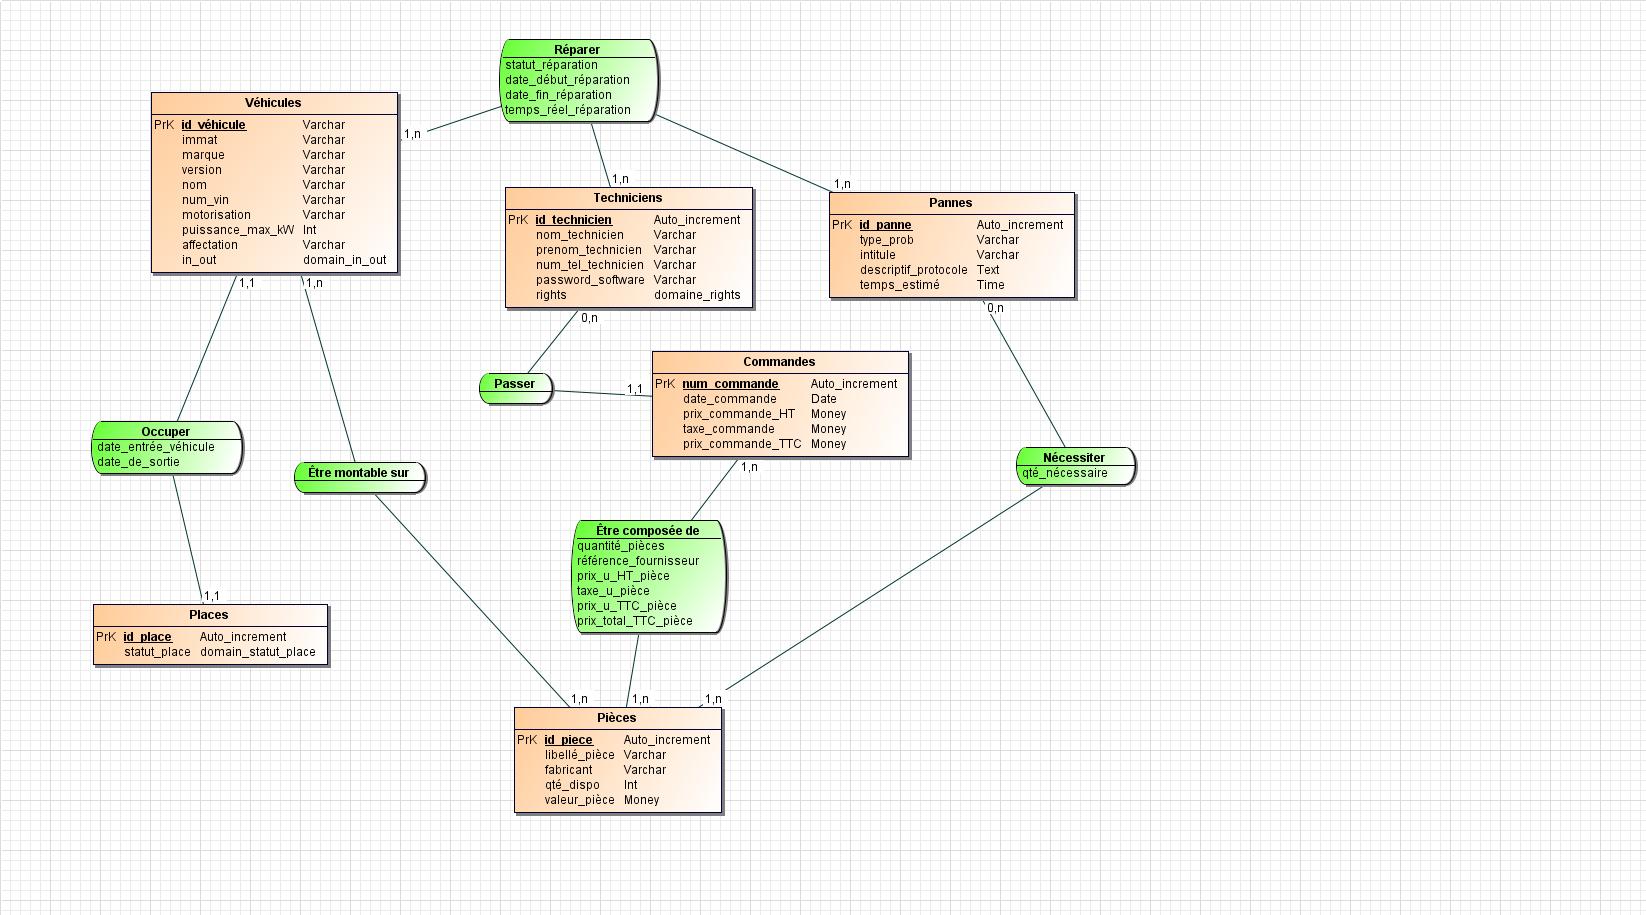 Réparer
statut_réparation
date_début_réparation
date_fin_réparation
temps_réel_réparation
Véhicules
PrK id_véhicule Varchar
immat Varchar
marque Varchar
version Varchar
nom Varchar
num_vin Varchar
motorisation Varchar
puissance_max_kW Int
affectation Varchar
in_out domain_in_out
1,n
1,n
1,n
Techniciens
PrK id_technicien Auto_increment
nom_technicien Varchar
prenom_technicien Varchar
num_tel_technicien Varchar
password_software Varchar
rights domaine_rights
Pannes
PrK id_panne Auto_increment
type_prob Varchar
intitule Varchar
descriptif_protocole Text
temps_estimé Time
1,1
1,n
0,n
0,n
Passer
1,1
Commandes
PrK num_commande Auto_increment
date_commande Date
prix_commande_HT Money
taxe_commande Money
prix_commande_TTC Money
1,n
Occuper
date_entrée_véhicule
date_de_sortie
Être montable sur
Nécessiter
qté_nécessaire
Être composée de
quantité_pièces
référence_fournisseur
prix_u_HT_pièce
taxe_u_pièce
prix_u_TTC_pièce
prix_total_TTC_pièce
1,1
Places
PrK id_place Auto_increment
statut_place domain_statut_place
1,n
1,n
1,n
Pièces
PrK id_piece Auto_increment
libellé_pièce Varchar
fabricant Varchar
qté_dispo Int
valeur_pièce Money